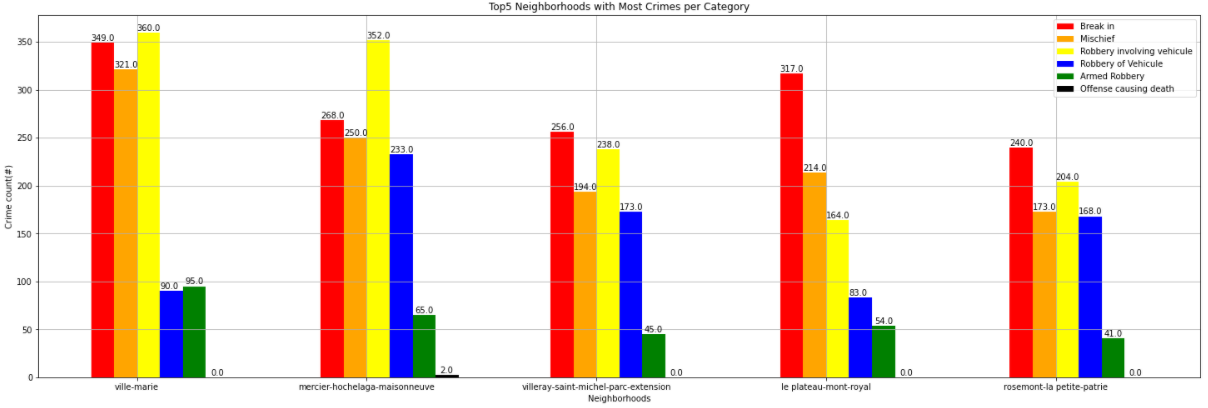 Top5 Neighborhoods with Most Crimes per Category
Break in
Mischief
Robbery involving vehicule
Robbery of Vehicule
Armed Robbery
Offense causing death
Crime count(#)
350
300
250
200
150
100
50
0
349.0
321.0
360.0
90.0
95.0
0.0
268.0
250.0
352.0
233.0
65.0
2.0
256.0
194.0
238.0
173.0
45.0
0.0
317.0
214.0
164.0
83.0
54.0
0.0
240.0
173.0
204.0
168.0
41.0
0.0
ville-marie
mercier-hochelaga-maisonneuve
villeray-saint-michel-parc-extension
le plateau-mont-royal
rosemont-la petite-patrie
Neighborhoods